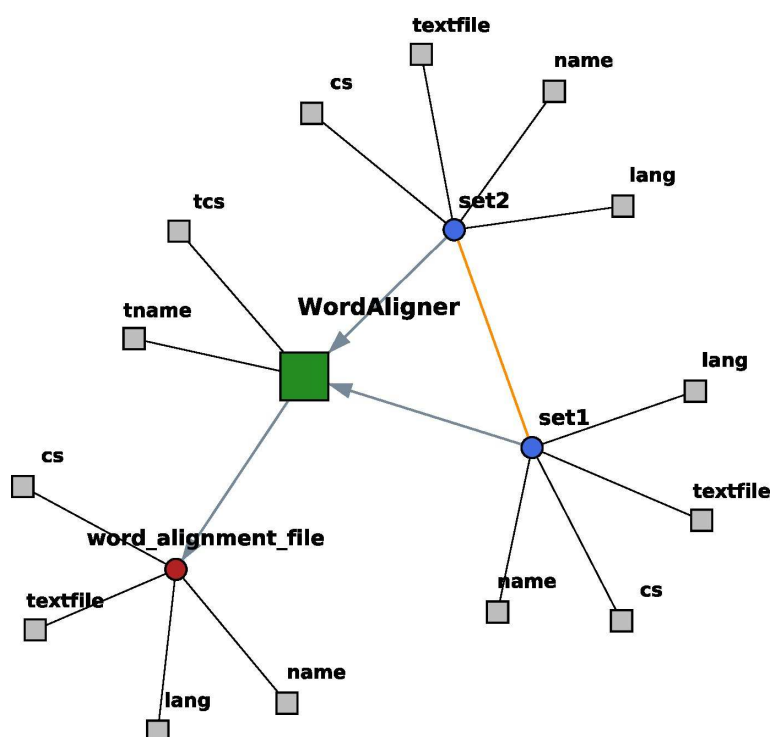 textfile
name
cs
lang
set2
tcs
WordAligner
tname
lang
set1
cs
textfile
word_alignment_file
name
cs
textfile
name
lang